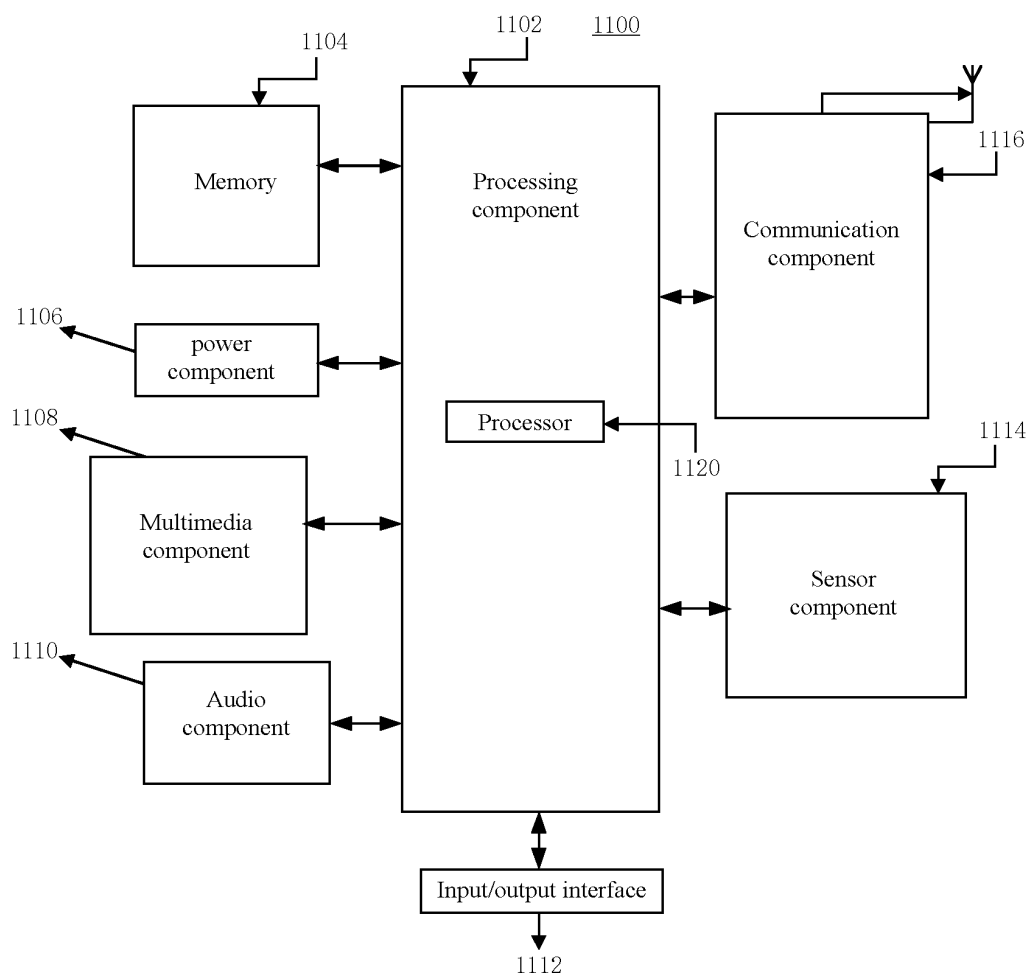 1102
1100
1104
Memory
Processing
component
1116
Communication
component
1106
power
component
Processor
1120
1108
Multimedia
component
1114
Sensor
component
1110
Audio
component
Input/output interface
1112